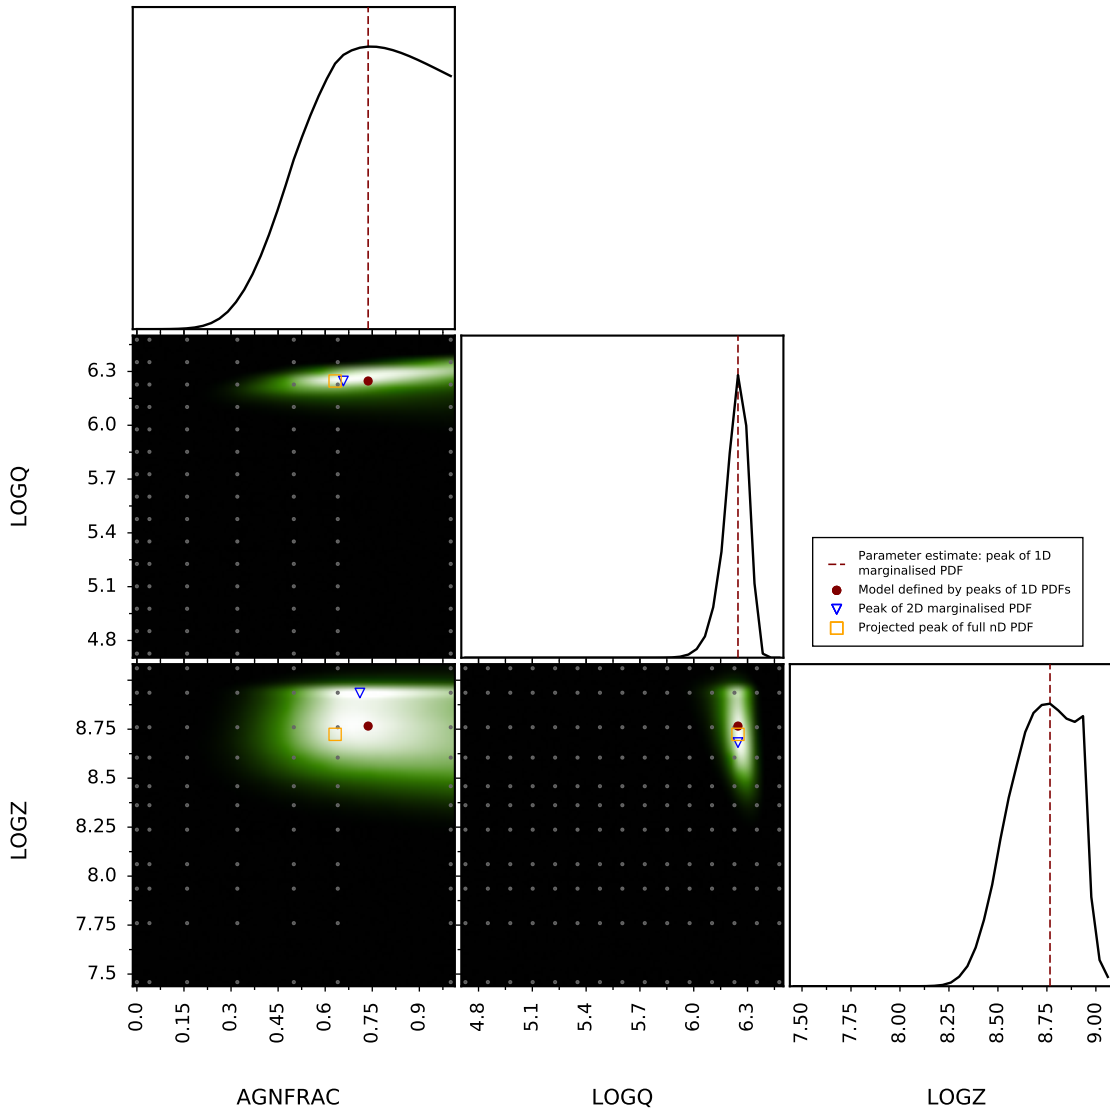 6.3
6.0
5.7
5.4
5.1
4.8
LOGQ
Parameter estimate: peak of 1D
marginalised PDF
Model defined by peaks of 1D PDFs
Peak of 2D marginalised PDF
Projected peak of full nD PDF
8.75
8.5
8.25
8.0
7.75
7.5
LOGZ
0.0 0.15 0.3 0.45 0.6 0.75 0.9
4.8 5.1 5.4 5.7 6.0 6.3
7.50 7.75 8.00 8.25 8.50 8.75 9.00
AGNFRAC LOGQ LOGZ